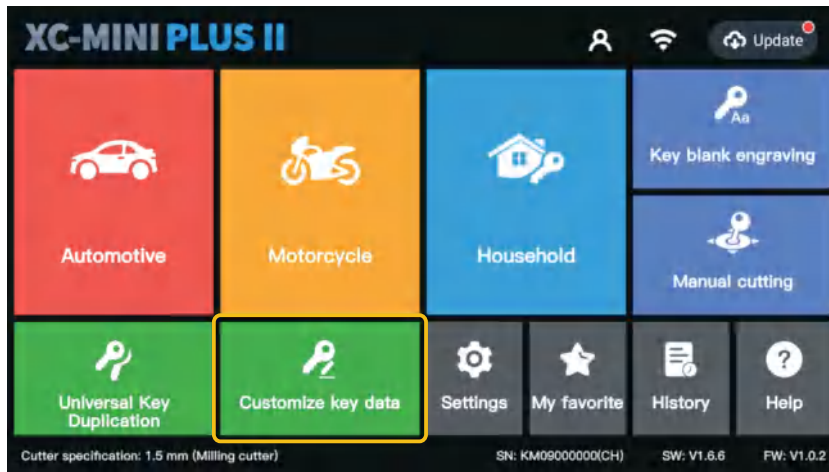 XC-MINI PLUS II
Update
Aa
Key blank engraving
Automotive
Motorcycle
Household
Manual cutting
Universal Key
Duplication
Customize key data
Settings
My favorite
History
?
Help
Cutter specification: 1.5 mm (Milling cutter)
SN: KM09000000(CH)
SW: V1.6.6
FW: V1.0.2